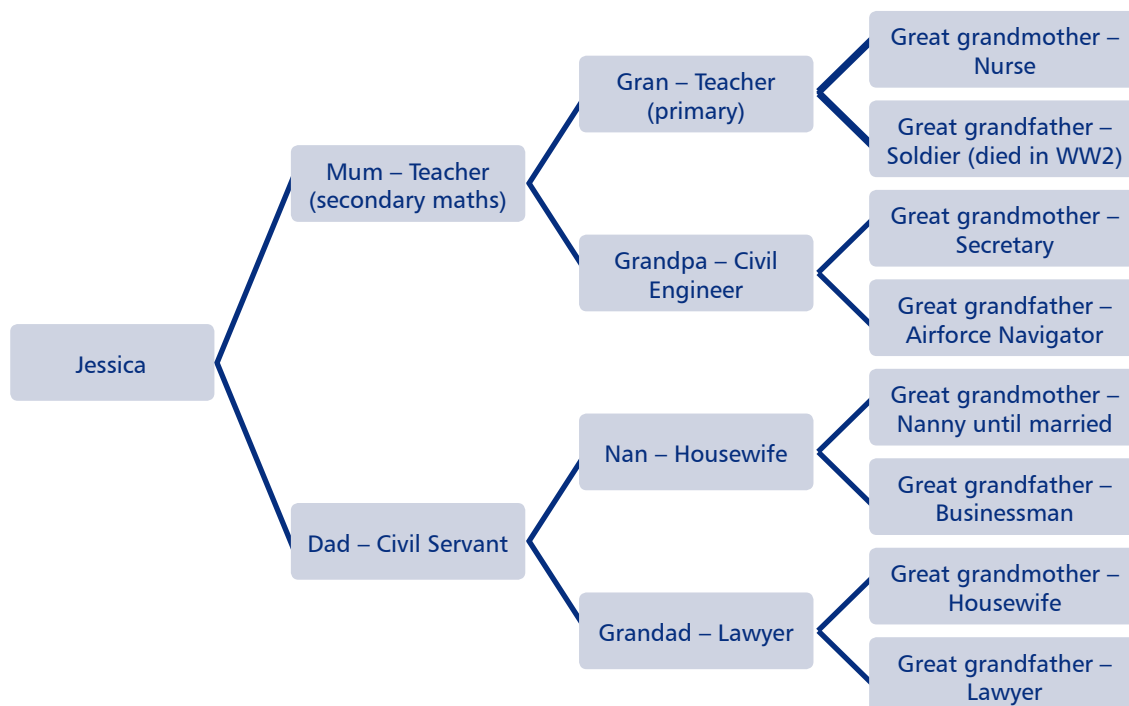 Great grandmother –
Nurse
Gran – Teacher
(primary)
Great grandfather –
Soldier (died in WW2)
Mum – Teacher
(secondary maths)
Great grandmother –
Secretary
Grandpa – Civil
Engineer
Great grandfather –
Airforce Navigator
Jessica
Great grandmother –
Nanny until married
Nan – Housewife
Great grandfather –
Businessman
Dad – Civil Servant
Great grandmother –
Housewife
Grandad – Lawyer
Great grandfather –
Lawyer